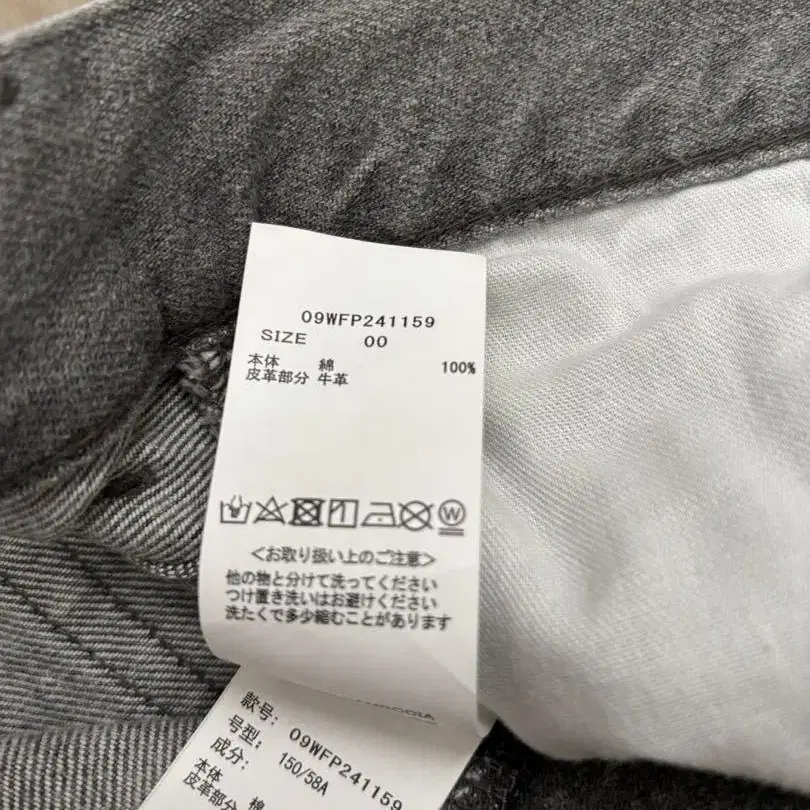 09WFP241159
SIZE 00
本体 綿 100%
皮革部分 牛革
W
<お取り扱い上のご注意>
他の物と分けて洗ってください
つけ置き洗いはお避けください
洗たくで多少縮むことがあります
款号: 09WFP241159
号型: 150/58A
成分:
本体 綿
皮革部分